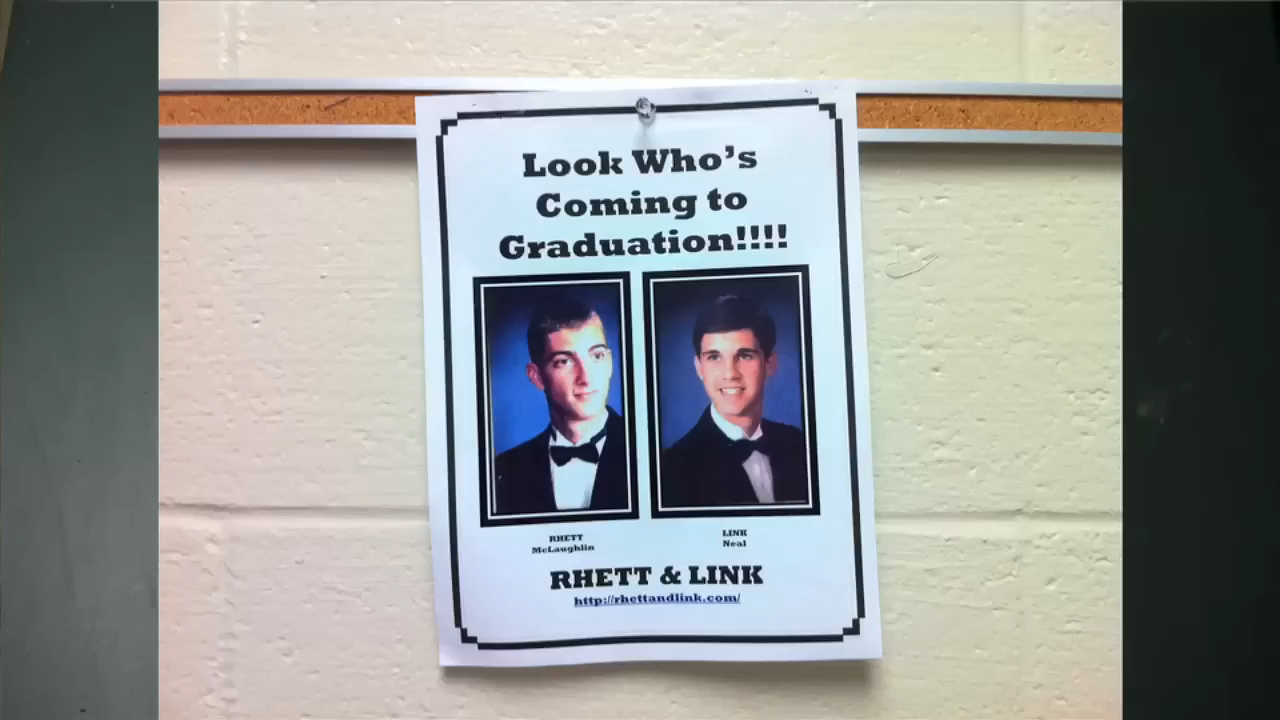 Look Who's
Coming to
Graduation!!!!
RHETT
McLaughlin
LINK
Neal
RHETT & LINK
http://rhettandlink.com/